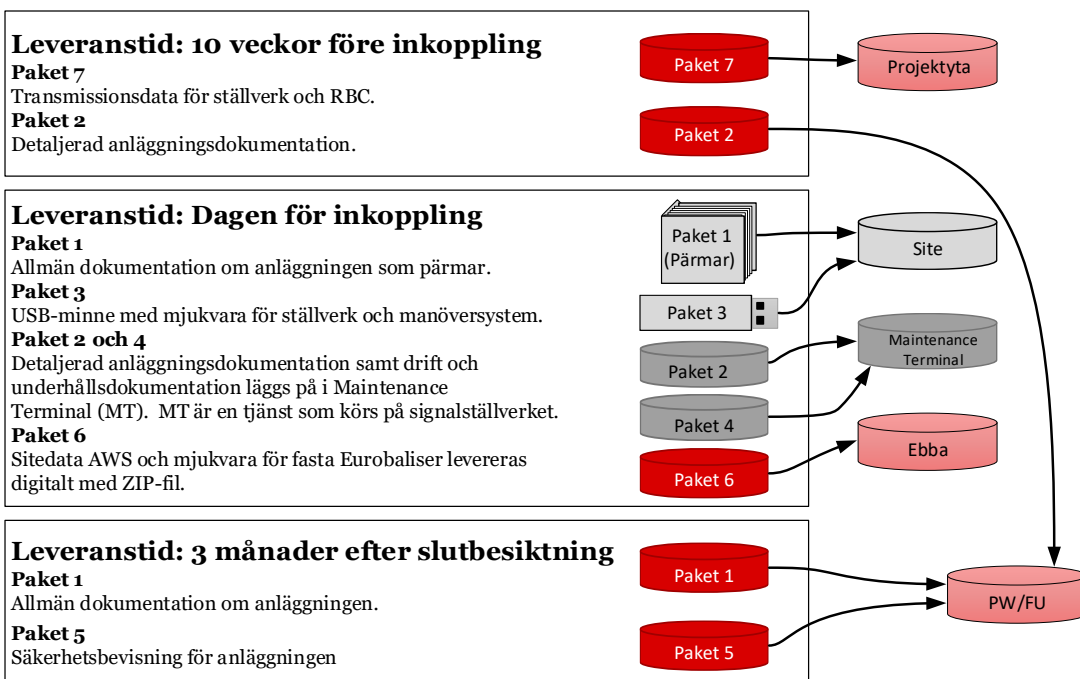 Leveranstid: 10 veckor före inkoppling
Paket 7
Transmissionsdata för ställverk och RBC.
Paket 2
Detaljerad anläggningsdokumentation.
Paket 7
Projektyta
Paket 2
Leveranstid: Dagen för inkoppling
Paket 1
Allmän dokumentation om anläggningen som pärmar.
Paket 3
USB-minne med mjukvara för ställverk och manöversystem.
Paket 2 och 4
Detaljerad anläggningsdokumentation samt drift och
underhållsdokumentation läggs på i Maintenance
Terminal (MT). MT är en tjänst som körs på signalställverket.
Paket 6
Sitedata AWS och mjukvara för fasta Eurobaliser levereras
digitalt med ZIP-fil.
Paket 1
(Pärmar)
Site
Paket 3
Paket 2
Maintenance
Terminal
Paket 4
Ebba
Paket 6
Leveranstid: 3 månader efter slutbesiktning
Paket 1
Allmän dokumentation om anläggningen.
Paket 5
Säkerhetsbevisning för anläggningen
Paket 1
PW/FU
Paket 5